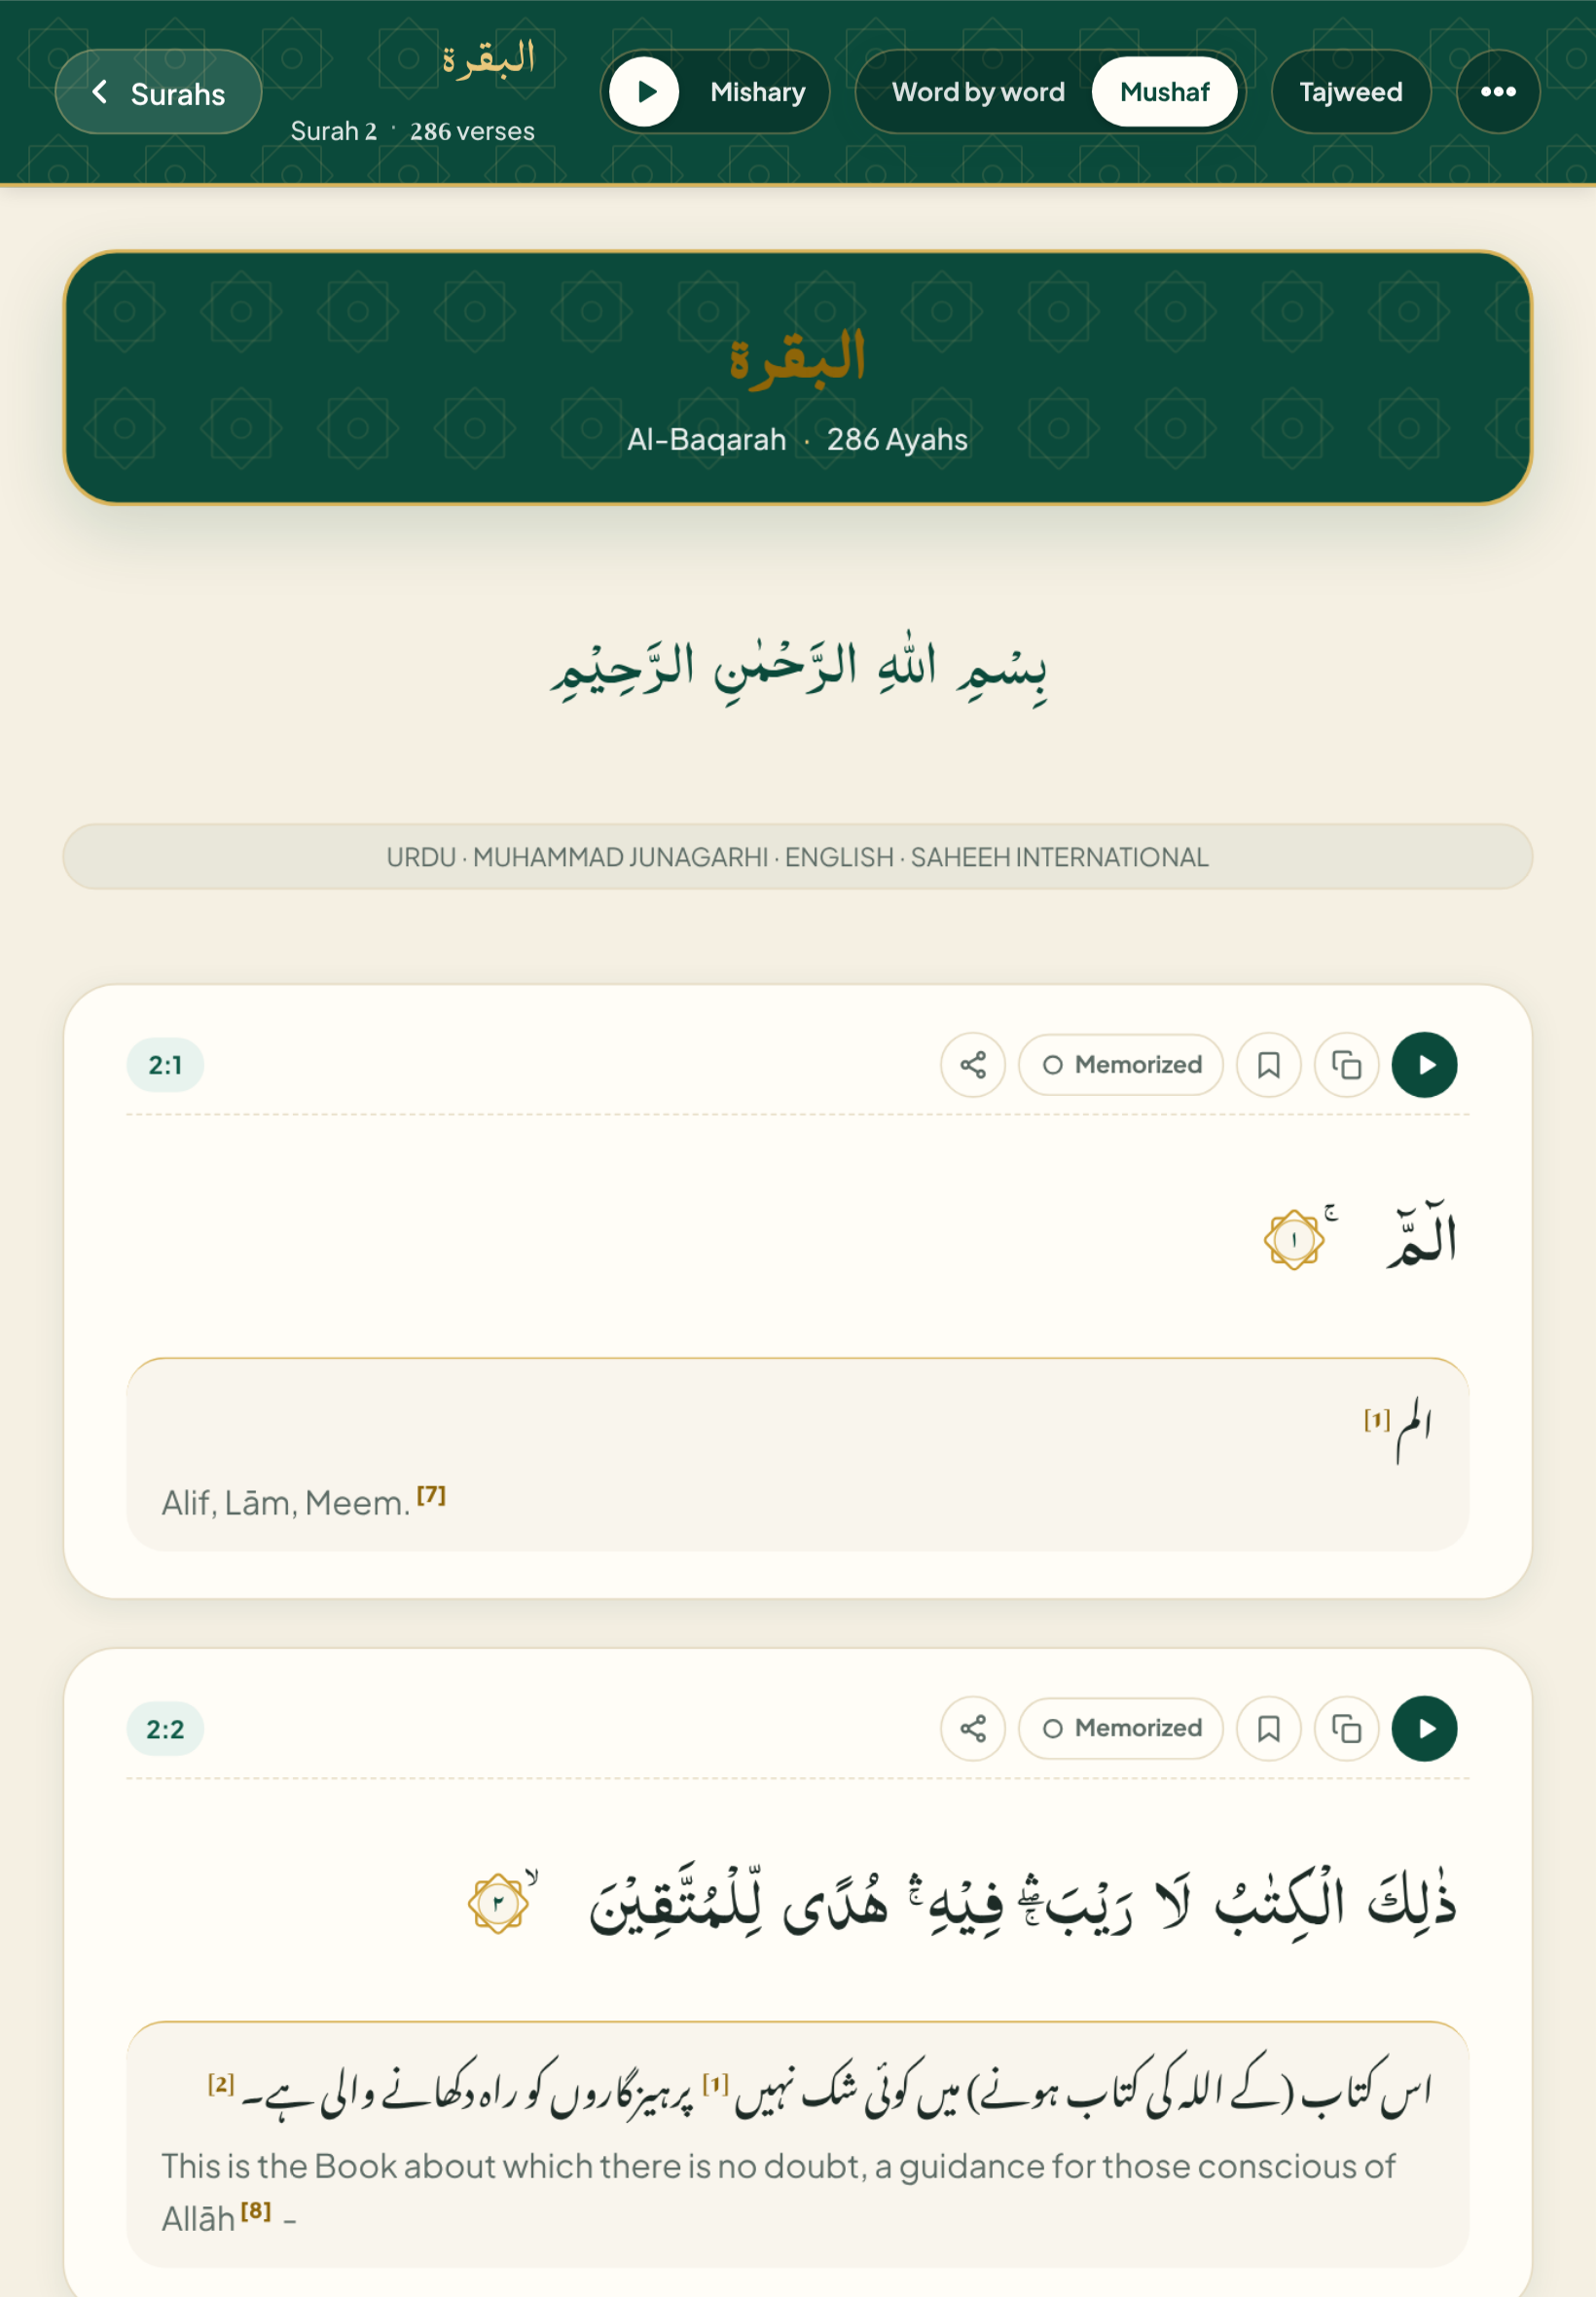 Surahs
البقرة
Surah 2 · 286 verses
Mishary
Word by word
Mushaf
Tajweed
البقرة
Al-Baqarah · 286 Ayahs
بِسْمِ اللّٰهِ الرَّحْمٰنِ الرَّحِیْمِ
URDU · MUHAMMAD JUNAGARHI · ENGLISH · SAHEEH INTERNATIONAL
2:1
Memorized
الٓمّٓ ۚ ۱
الم [1]
Alif, Lām, Meem. [7]
2:2
Memorized
ذٰلِكَ الْكِتٰبُ لَا رَیْبَ ۛۖۚ فِیْهِ ۛۚ هُدًی لِّلْمُتَّقِیْنَ ۙ ۲
اس کتاب (کے اللہ کی کتاب ہونے) میں کوئی شک نہیں [1] پرہیزگاروں کو راه دکھانے والی ہے۔ [2]
This is the Book about which there is no doubt, a guidance for those conscious of
Allāh [8] -